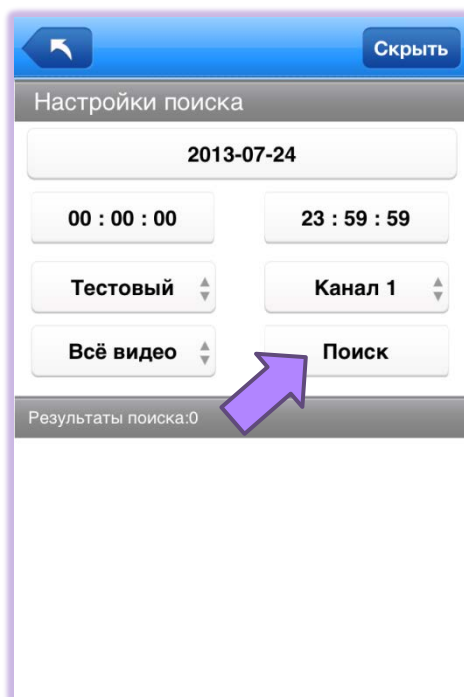 Скрыть
Настройки поиска
2013-07-24
00 : 00 : 00 23 : 59 : 59
Тестовый Канал 1
Всё видео Поиск
Результаты поиска:0